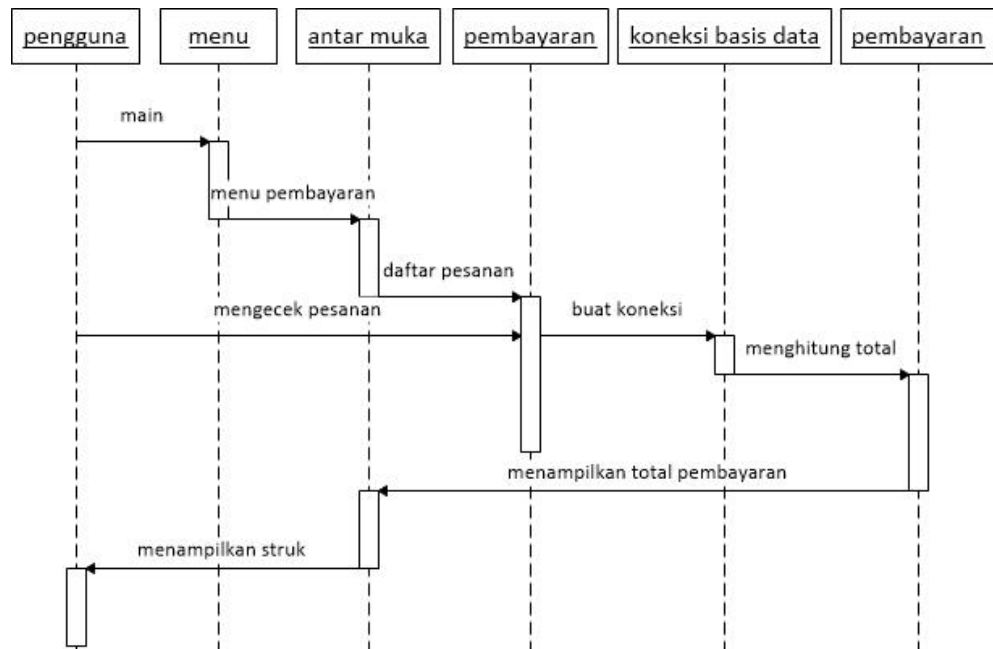 pengguna
menu
antar muka
pembayaran
koneksi basis data
pembayaran
main
menu pembayaran
daftar pesanan
mengecek pesanan
buat koneksi
menghitung total
menampilkan total pembayaran
menampilkan struk